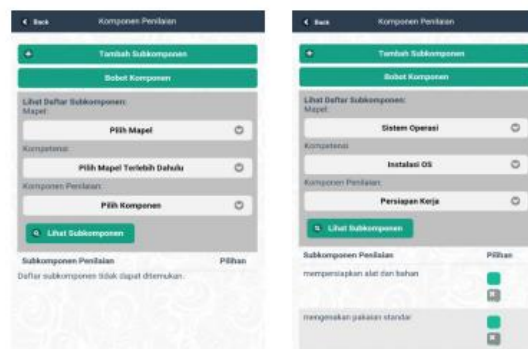 Back Komponen Penilaian
Tambah Subkomponen
Bobot Komponen
Lihat Daftar Subkomponen:
Mapel:
Pilih Mapel
Kompetensi
Pilih Mapel Terlebih Dahulu
Komponen Penilaian:
Pilih Komponen
Lihat Subkomponen
Subkomponen Penilaian Pilihan
Daftar subkomponen tidak dapat ditemukan.
Back Komponen Penilaian
Tambah Subkomponen
Bobot Komponen
Lihat Daftar Subkomponen:
Mapel:
Sistem Operasi
Kompetensi
Instalasi OS
Komponen Penilaian:
Persiapan Kerja
Lihat Subkomponen
Subkomponen Penilaian Pilihan
mempersiapkan alat dan bahan
mengenakan pakaian standar